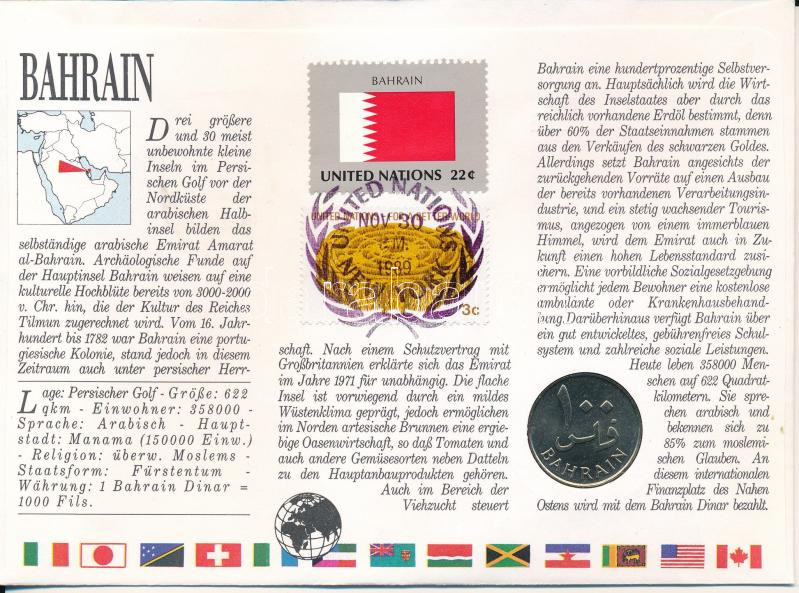 BAHRAIN
Drei größere
und 30 meist
unbewohnte kleine
Inseln im Persi-
schen Golf vor der
Nordküste der
arabischen Halb-
insel bilden das
selbständige arabische Emirat Amarat
al-Bahrain. Archäologische Funde auf
der Hauptinsel Bahrain weisen auf eine
kulturelle Hochblüte bereits von 3000-2000
v. Chr. hin, die der Kultur des Reiches
Tilmun zugerechnet wird. Vom 16. Jahr-
hundert bis 1782 war Bahrain eine portu-
giesische Kolonie, stand jedoch in diesem
Zeitraum auch unter persischer Herr-
Lage: Persischer Golf - Größe: 622
qkm - Einwohner: 358000 -
Sprache: Arabisch - Haupt-
stadt: Manama (150000 Einw.)
- Religion: überw. Moslems -
Staatsform: Fürstentum -
Währung: 1 Bahrain Dinar =
1000 Fils.
BAHRAIN
UNITED NATIONS 22¢
UNITED NATIONS
UNITED NATIONS - FOR A BETTER WORLD
NOV 30
1989
NEW YORK
3c
schaft. Nach einem Schutzvertrag mit
Großbritannien erklärte sich das Emirat
im Jahre 1971 für unabhängig. Die flache
Insel ist vorwiegend durch ein mildes
Wüstenklima geprägt, jedoch ermöglichen
im Norden artesische Brunnen eine ergie-
bige Oasenwirtschaft, so daß Tomaten und
auch andere Gemüsesorten neben Datteln
zu den Hauptanbauprodukten gehören.
Auch im Bereich der
Viehzucht steuert
Bahrain eine hundertprozentige Selbstver-
sorgung an. Hauptsächlich wird die Wirt-
schaft des Inselstaates aber durch das
reichlich vorhandene Erdöl bestimmt, denn
über 60% der Staatseinnahmen stammen
aus den Verkäufen des schwarzen Goldes.
Allerdings setzt Bahrain angesichts der
zurückgehenden Vorräte auf einen Ausbau
der bereits vorhandenen Verarbeitungsin-
dustrie, und ein stetig wachsender Touris-
mus, angezogen von einem immerblauen
Himmel, wird dem Emirat auch in Zu-
kunft einen hohen Lebensstandard zusi-
chern. Eine vorbildliche Sozialgesetzgebung
ermöglicht jedem Bewohner eine kostenlose
ambulante oder Krankenhausbehand-
lung. Darüberhinaus verfügt Bahrain über
ein gut entwickeltes, gebührenfreies Schul-
system und zahlreiche soziale Leistungen.
Heute leben 358000 Men-
schen auf 622 Quadrat-
kilometern. Sie spre-
chen arabisch und
bekennen sich zu
85% zum moslemi-
schen Glauben. An
diesem internationalen
Finanzplatz des Nahen
Ostens wird mit dem Bahrain Dinar bezahlt.
١٠٠
فلس
BAHRAIN